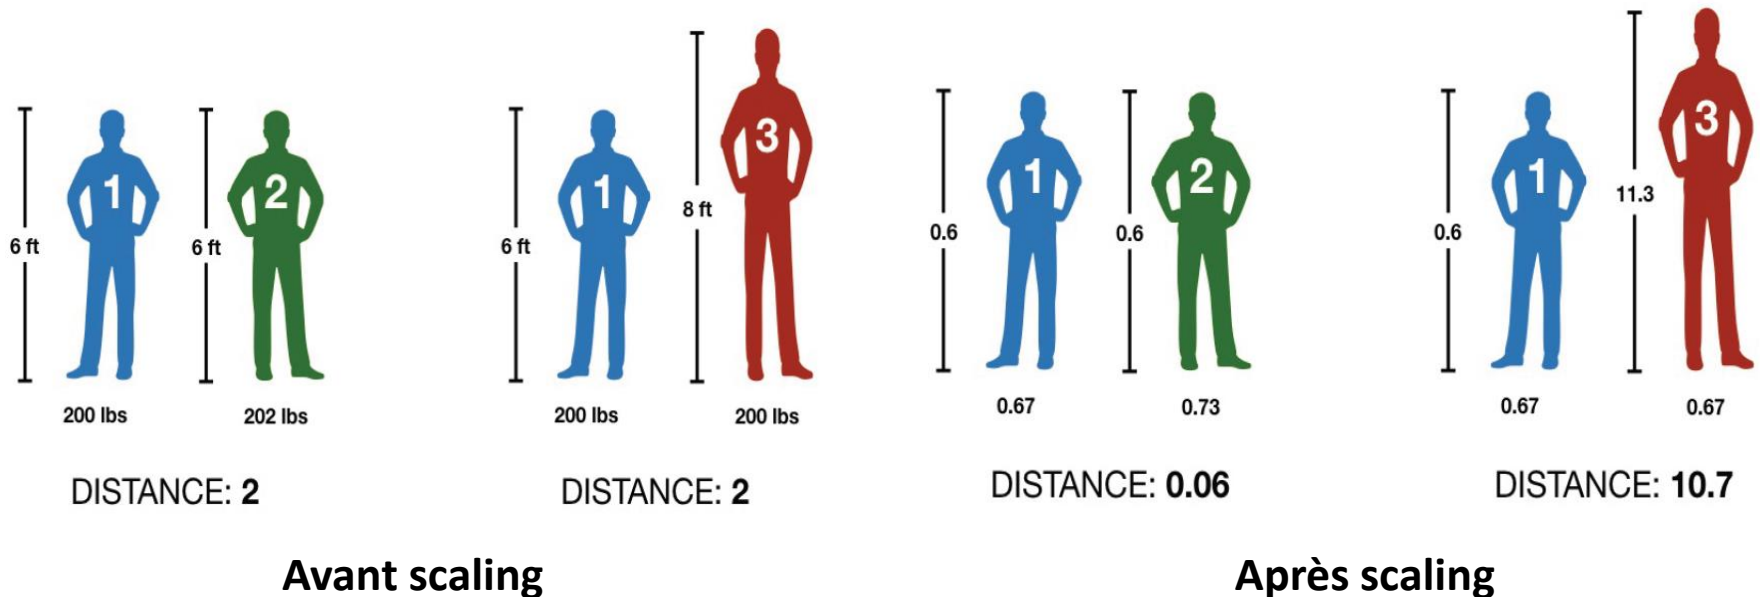 1
2
6 ft
6 ft
200 lbs
202 lbs
DISTANCE: 2
1
3
6 ft
8 ft
200 lbs
200 lbs
DISTANCE: 2
Avant scaling
1
2
0.6
0.6
0.67
0.73
DISTANCE: 0.06
1
3
0.6
11.3
0.67
0.67
DISTANCE: 10.7
Après scaling